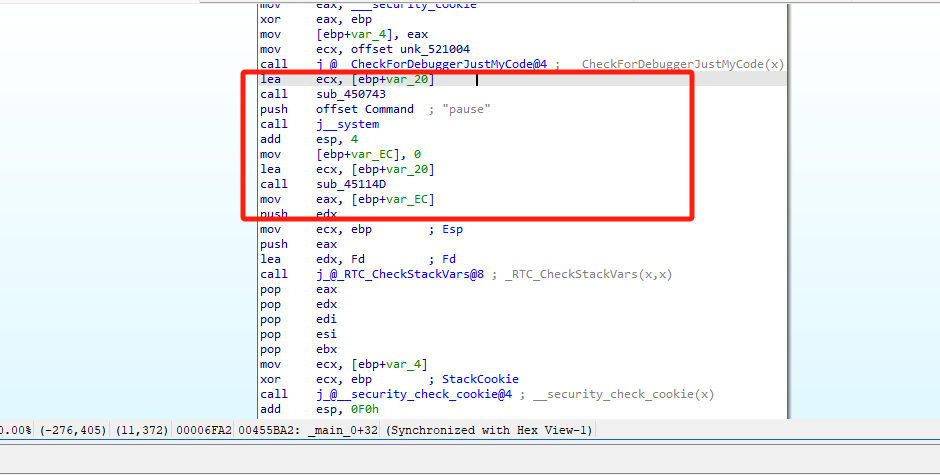 mov     eax, ___security_cookie
xor     eax, ebp
mov     [ebp+var_4], eax
mov     ecx, offset unk_521004
call    j_@__CheckForDebuggerJustMyCode@4 ; __CheckForDebuggerJustMyCode(x)
lea     ecx, [ebp+var_20]
call    sub_450743
push    offset Command  ; "pause"
call    j__system
add     esp, 4
mov     [ebp+var_EC], 0
lea     ecx, [ebp+var_20]
call    sub_45114D
mov     eax, [ebp+var_EC]
push    edx
mov     ecx, ebp        ; Esp
push    eax
lea     edx, Fd         ; Fd
call    j_@_RTC_CheckStackVars@8 ; _RTC_CheckStackVars(x,x)
pop     eax
pop     edx
pop     edi
pop     esi
pop     ebx
mov     ecx, [ebp+var_4]
xor     ecx, ebp        ; StackCookie
call    j_@__security_check_cookie@4 ; __security_check_cookie(x)
add     esp, 0F0h
0.00% (-276,405) (11,372) 00006FA2 00455BA2: _main_0+32 (Synchronized with Hex View-1)